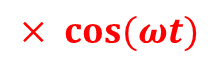 × cos(ωt)